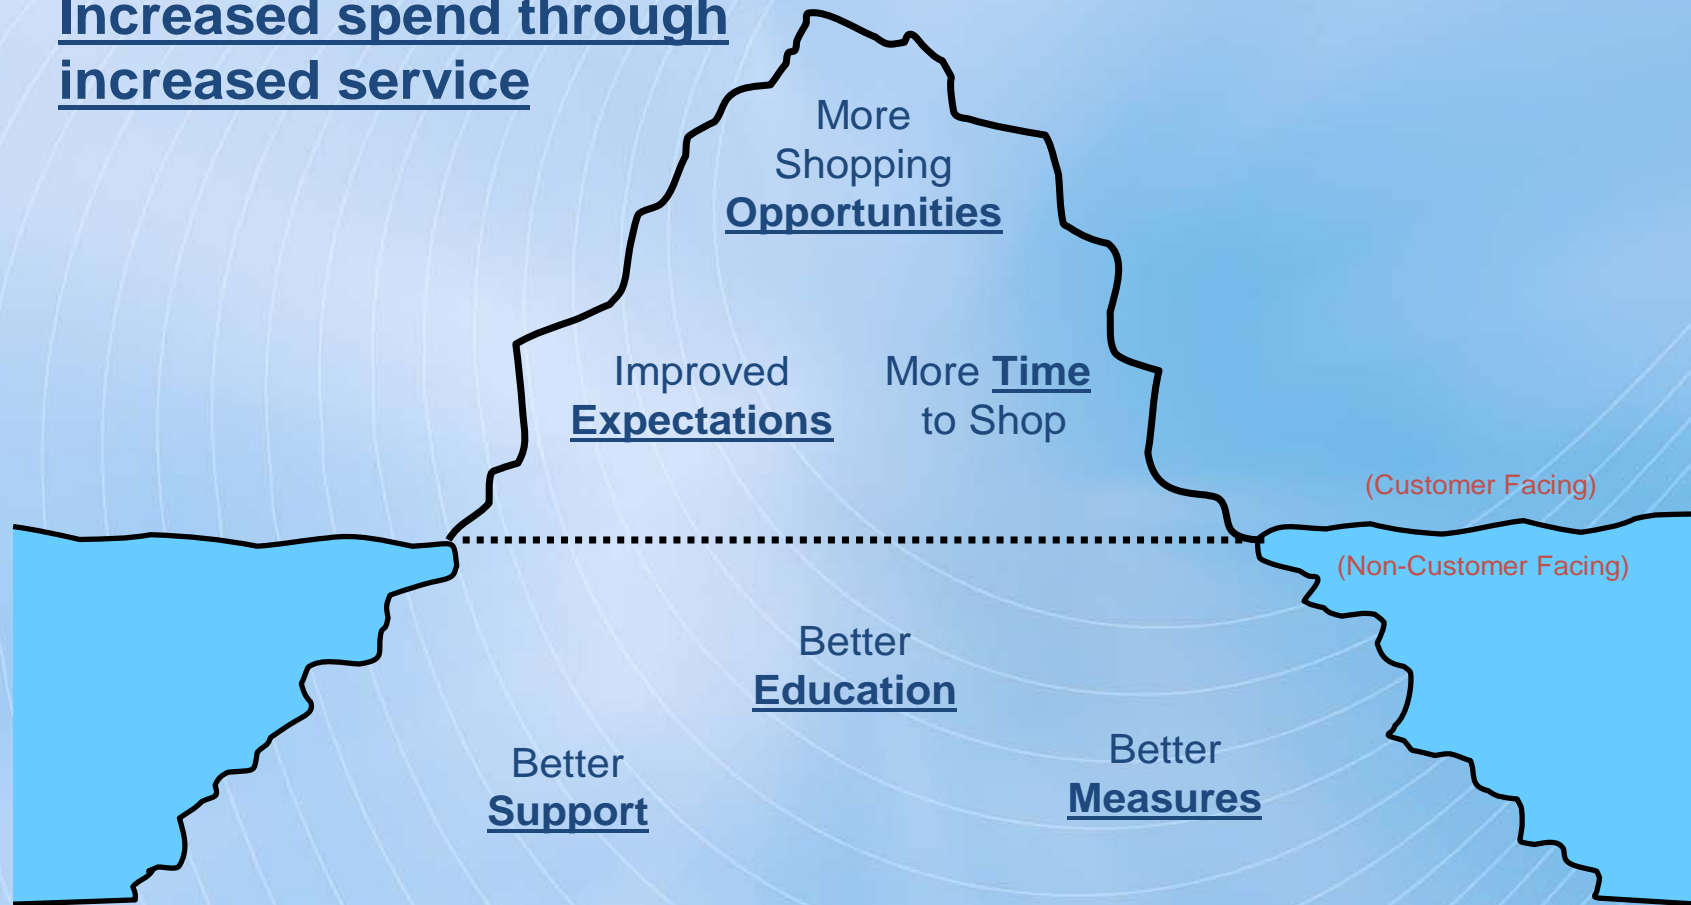 Increased spend through
increased service
More
Shopping
Opportunities
Improved
Expectations
More Time
to Shop
(Customer Facing)
(Non-Customer Facing)
Better
Education
Better
Support
Better
Measures